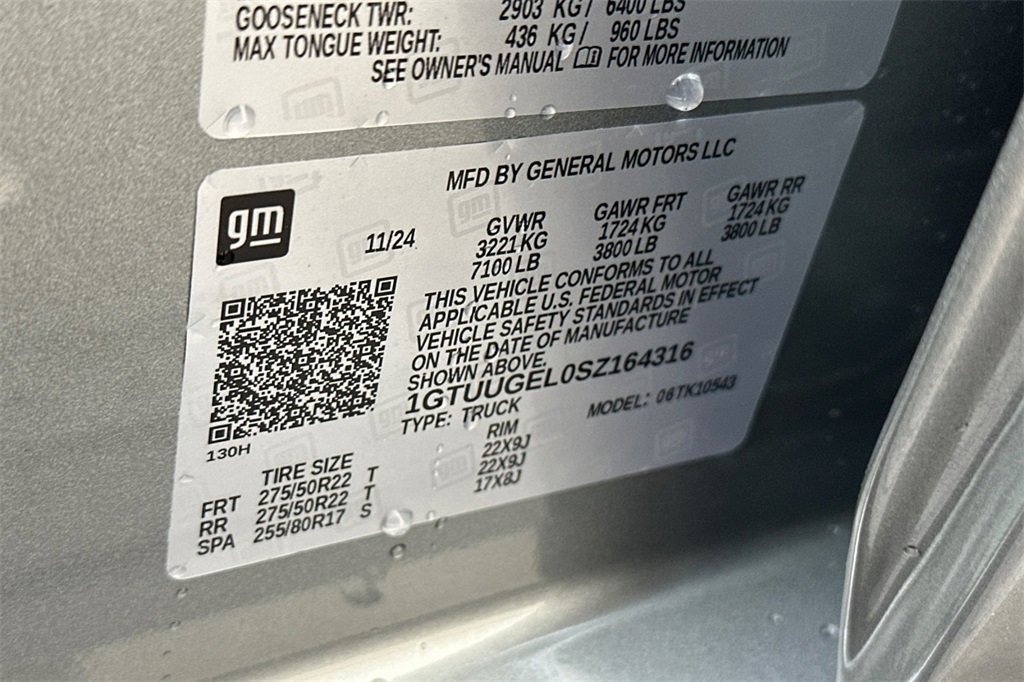 GOOSENECK TWR: 2903 KG/ 6400 LBS
MAX TONGUE WEIGHT: 436 KG/ 960 LBS
SEE OWNER'S MANUAL FOR MORE INFORMATION
MFD BY GENERAL MOTORS LLC
gm
11/24
GVWR GAWR FRT GAWR RR
3221 KG 1724 KG 1724 KG
7100 LB 3800 LB 3800 LB
THIS VEHICLE CONFORMS TO ALL
APPLICABLE U.S. FEDERAL MOTOR
VEHICLE SAFETY STANDARDS IN EFFECT
ON THE DATE OF MANUFACTURE
SHOWN ABOVE.
1GTUUGEL0SZ164316
TYPE: TRUCK MODEL: 06TK10543
130H
TIRE SIZE RIM
FRT 275/50R22 T 22X9J
RR 275/50R22 T 22X9J
SPA 255/80R17 S 17X8J